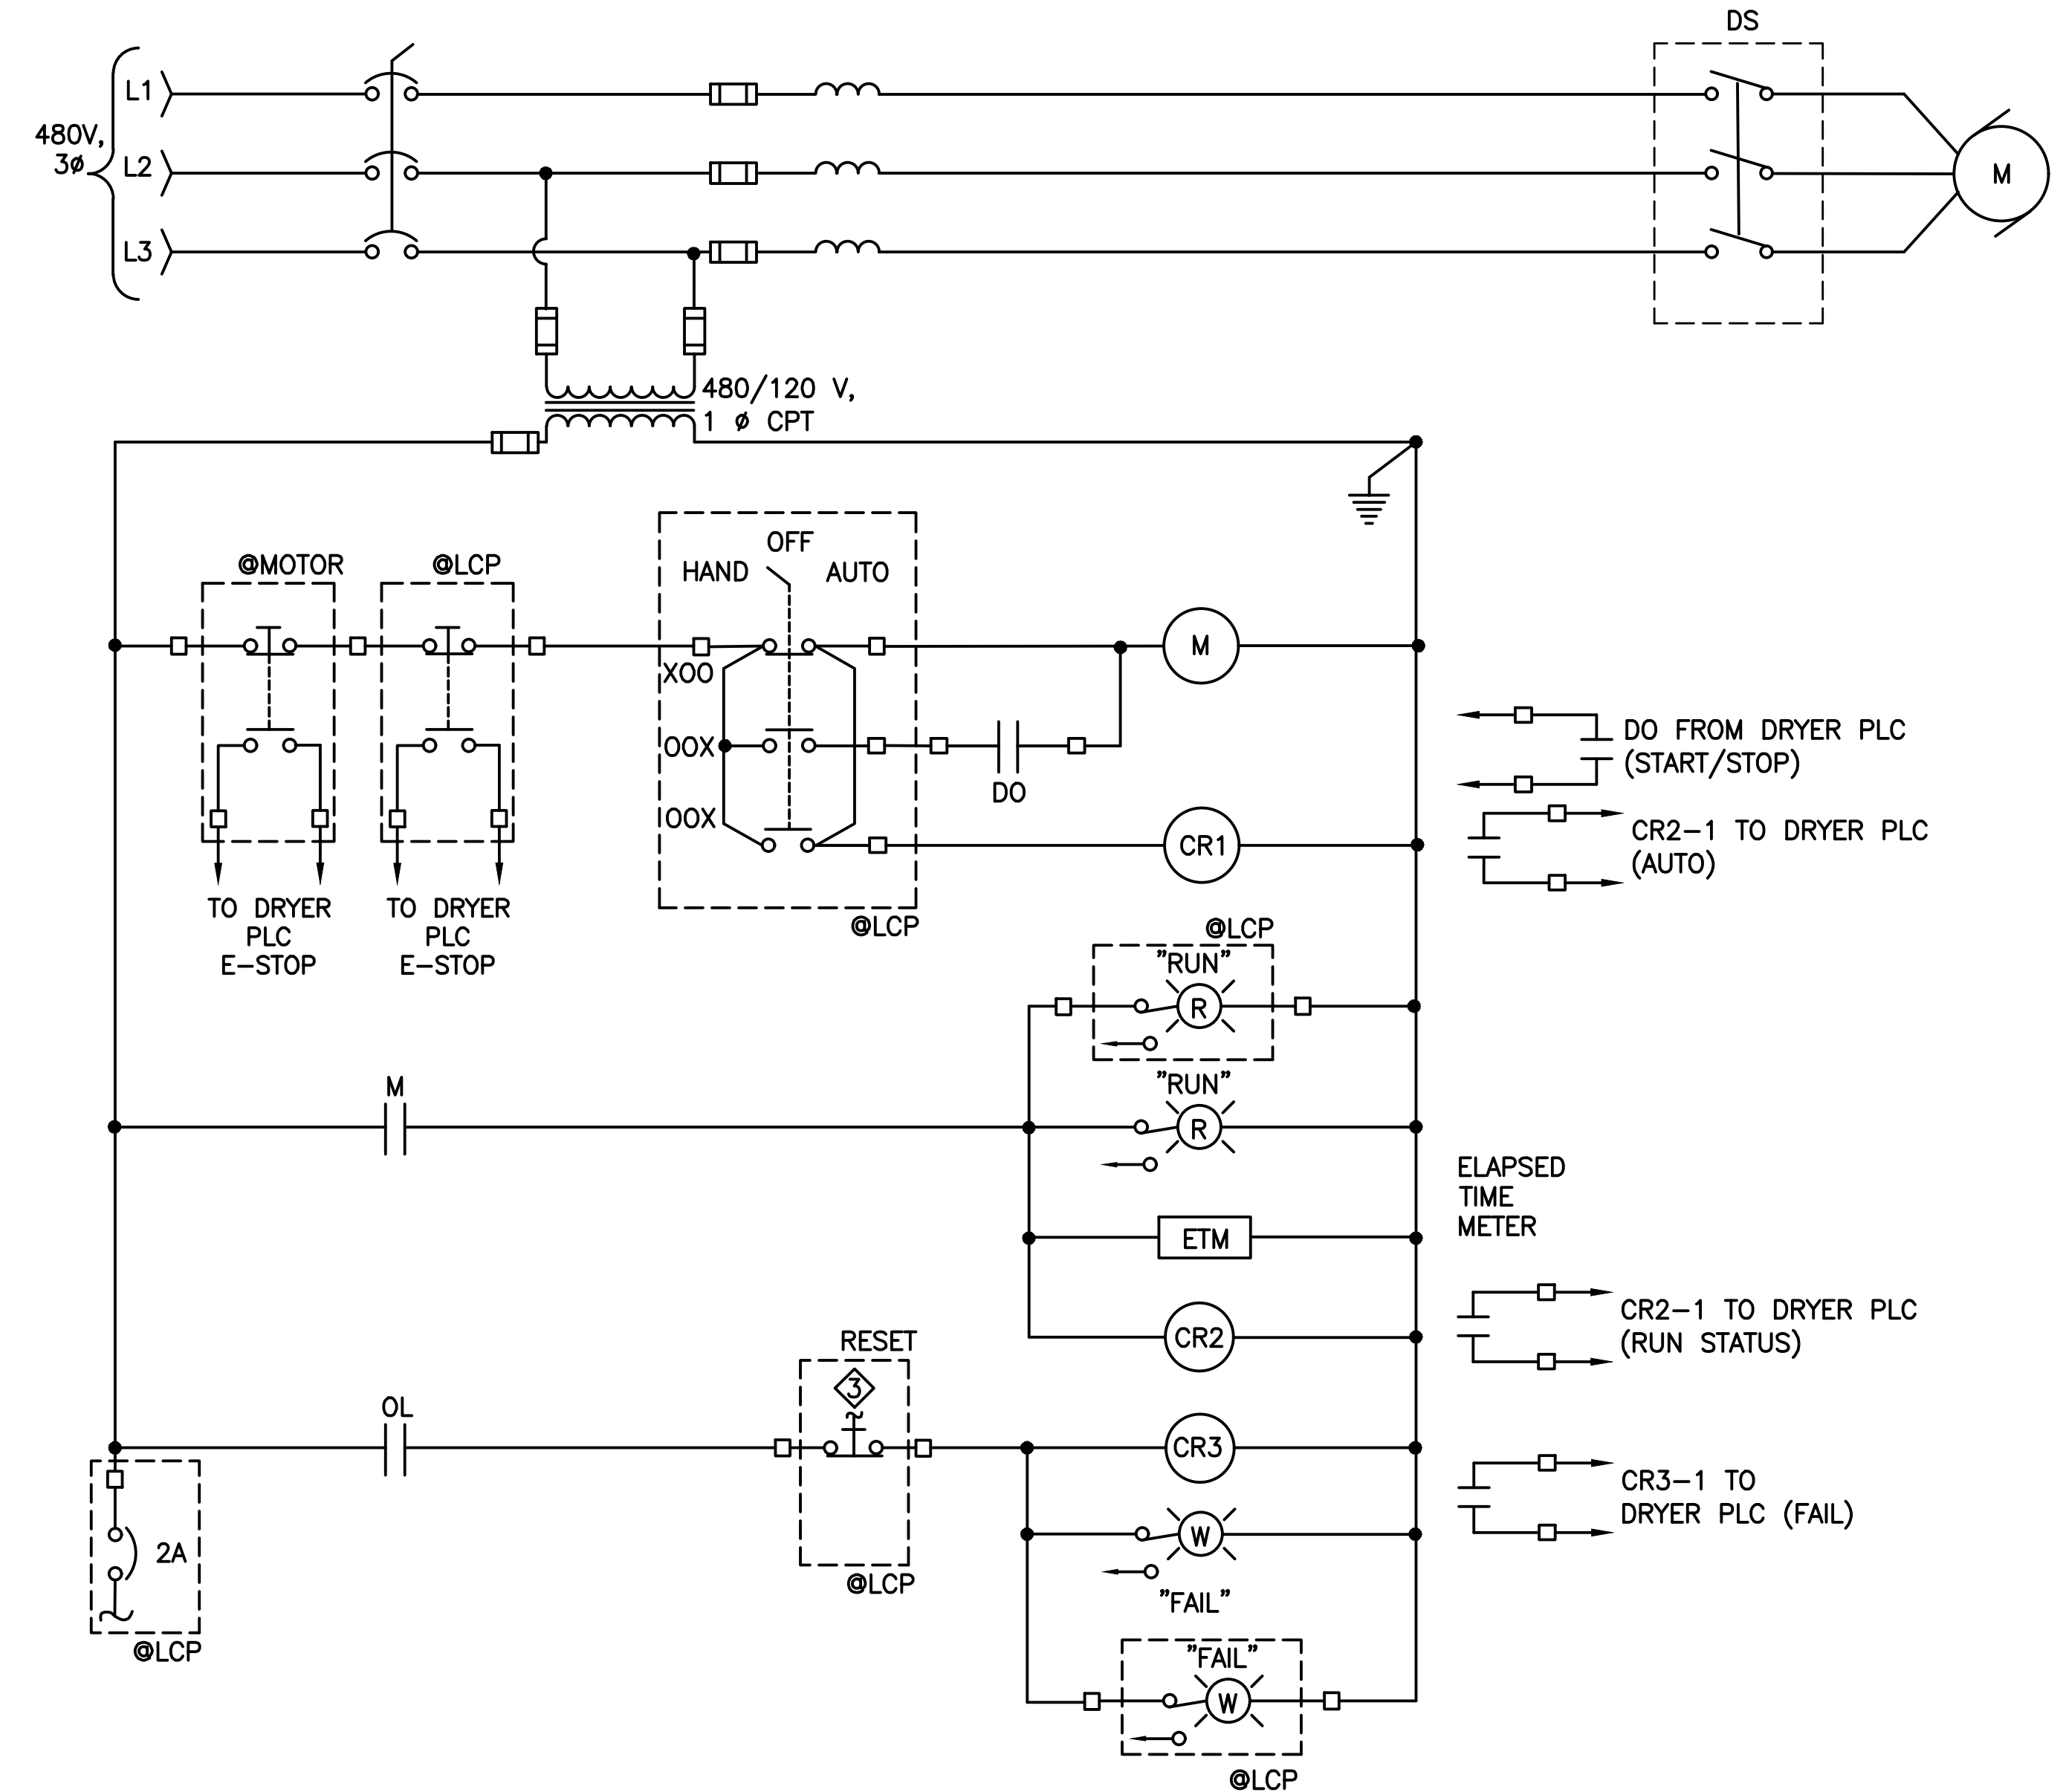 DS
L1
480V,
3ø
L2
M
L3
480/120 V,
1 ø CPT
OFF
HAND
AUTO
@MOTOR
@LCP
M
XOO
OOX
DO
OOX
CR1
@LCP
TO DRYER
PLC
E-STOP
TO DRYER
PLC
E-STOP
DO FROM DRYER PLC
(START/STOP)
CR2-1 TO DRYER PLC
(AUTO)
@LCP
"RUN"
R
M
"RUN"
R
ELAPSED
TIME
METER
ETM
CR2-1 TO DRYER PLC
(RUN STATUS)
CR2
RESET
3
OL
CR3
CR3-1 TO
DRYER PLC (FAIL)
2A
W
"FAIL"
@LCP
@LCP
"FAIL"
W
@LCP